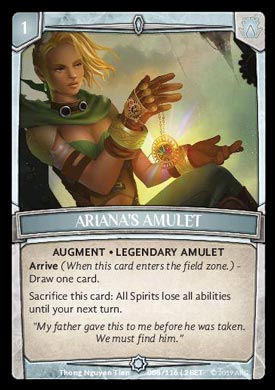 1
ARIANA'S AMULET
AUGMENT • LEGENDARY AMULET
Arrive (When this card enters the field zone.) -
Draw one card.
Sacrifice this card: All Spirits lose all abilities
until your next turn.
"My father gave this to me before he was taken.
We must find him."
Thong Nguyen Tien
© 2019